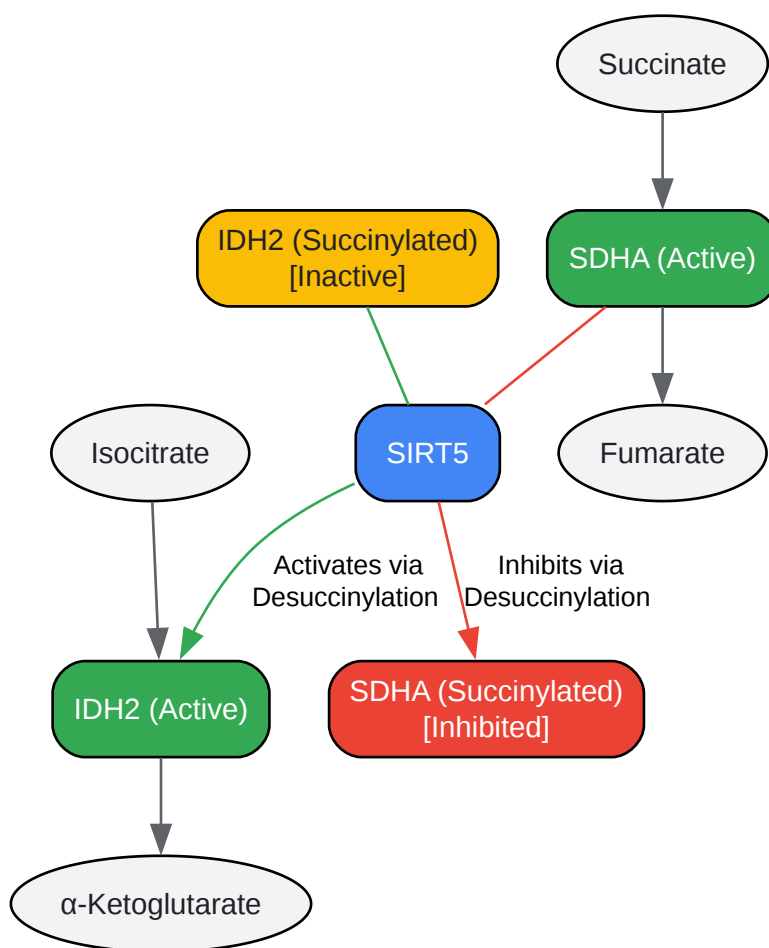 Succinate
IDH2 (Succinylated)
[Inactive]
SDHA (Active)
Isocitrate
SIRT5
Fumarate
Activates via
Desuccinylation
Inhibits via
Desuccinylation
IDH2 (Active)
SDHA (Succinylated)
[Inhibited]
α-Ketoglutarate